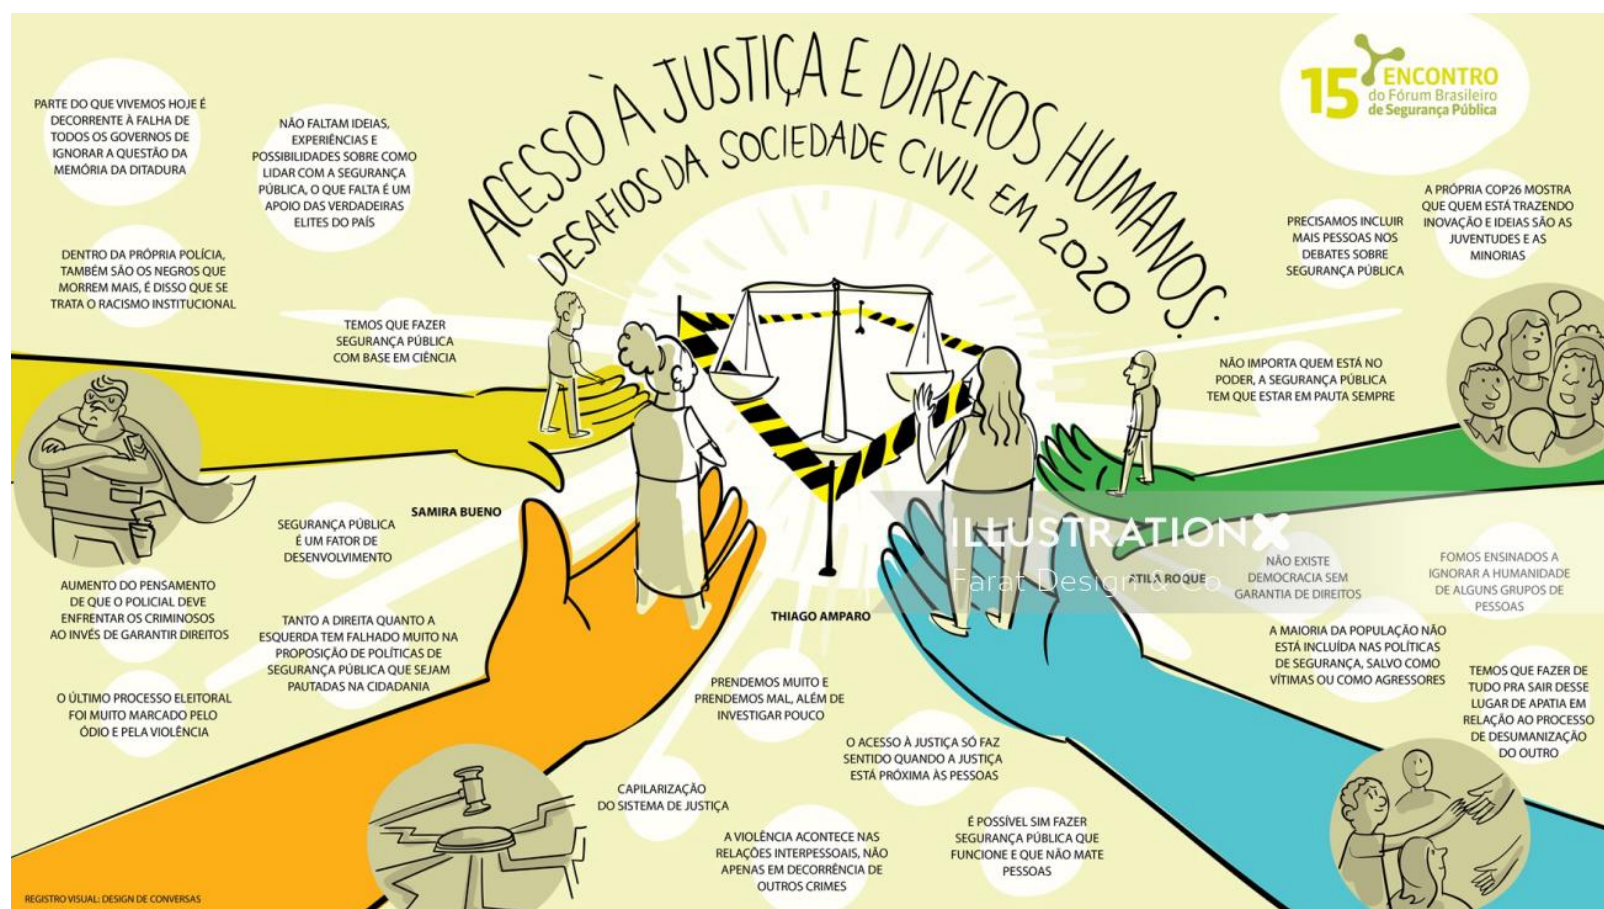 ACESSO À JUSTIÇA E DIRETOS HUMANOS:
DESAFIOS DA SOCIEDADE CIVIL EM 2020
15 ENCONTRO
do Fórum Brasileiro
de Segurança Pública
PARTE DO QUE VIVEMOS HOJE É
DECORRENTE À FALHA DE
TODOS OS GOVERNOS DE
IGNORAR A QUESTÃO DA
MEMÓRIA DA DITADURA
NÃO FALTAM IDEIAS,
EXPERIÊNCIAS E
POSSIBILIDADES SOBRE COMO
LIDAR COM A SEGURANÇA
PÚBLICA, O QUE FALTA É UM
APOIO DAS VERDADEIRAS
ELITES DO PAÍS
DENTRO DA PRÓPRIA POLÍCIA,
TAMBÉM SÃO OS NEGROS QUE
MORREM MAIS, É DISSO QUE SE
TRATA O RACISMO INSTITUCIONAL
TEMOS QUE FAZER
SEGURANÇA PÚBLICA
COM BASE EM CIÊNCIA
PRECISAMOS INCLUIR
MAIS PESSOAS NOS
DEBATES SOBRE
SEGURANÇA PÚBLICA
A PRÓPRIA COP26 MOSTRA
QUE QUEM ESTÁ TRAZENDO
INOVAÇÃO E IDEIAS SÃO AS
JUVENTUDES E AS
MINORIAS
NÃO IMPORTA QUEM ESTÁ NO
PODER, A SEGURANÇA PÚBLICA
TEM QUE ESTAR EM PAUTA SEMPRE
SAMIRA BUENO
SEGURANÇA PÚBLICA
É UM FATOR DE
DESENVOLVIMENTO
AUMENTO DO PENSAMENTO
DE QUE O POLICIAL DEVE
ENFRENTAR OS CRIMINOSOS
AO INVÉS DE GARANTIR DIREITOS
TANTO A DIREITA QUANTO A
ESQUERDA TEM FALHADO MUITO NA
PROPOSIÇÃO DE POLÍTICAS DE
SEGURANÇA PÚBLICA QUE SEJAM
PAUTADAS NA CIDADANIA
O ÚLTIMO PROCESSO ELEITORAL
FOI MUITO MARCADO PELO
ÓDIO E PELA VIOLÊNCIA
THIAGO AMPARO
ILLUSTRATIONX
Farat Design & Co
ATILA ROQUE
NÃO EXISTE
DEMOCRACIA SEM
GARANTIA DE DIREITOS
FOMOS ENSINADOS A
IGNORAR A HUMANIDADE
DE ALGUNS GRUPOS DE
PESSOAS
A MAIORIA DA POPULAÇÃO NÃO
ESTÁ INCLUÍDA NAS POLÍTICAS
DE SEGURANÇA, SALVO COMO
VÍTIMAS OU COMO AGRESSORES
TEMOS QUE FAZER DE
TUDO PRA SAIR DESSE
LUGAR DE APATIA EM
RELAÇÃO AO PROCESSO
DE DESUMANIZAÇÃO
DO OUTRO
PRENDEMOS MUITO E
PRENDEMOS MAL, ALÉM DE
INVESTIGAR POUCO
O ACESSO À JUSTIÇA SÓ FAZ
SENTIDO QUANDO A JUSTIÇA
ESTÁ PRÓXIMA ÀS PESSOAS
CAPILARIZAÇÃO
DO SISTEMA DE JUSTIÇA
A VIOLÊNCIA ACONTECE NAS
RELAÇÕES INTERPESSOAIS, NÃO
APENAS EM DECORRÊNCIA DE
OUTROS CRIMES
É POSSÍVEL SIM FAZER
SEGURANÇA PÚBLICA QUE
FUNCIONE E QUE NÃO MATE
PESSOAS
REGISTRO VISUAL: DESIGN DE CONVERSAS